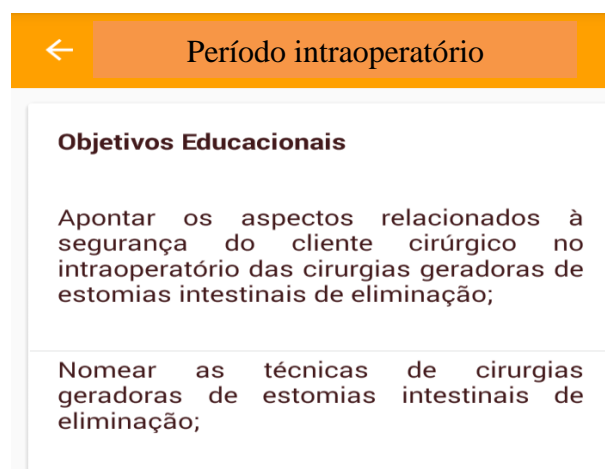 Período intraoperatório
Objetivos Educacionais
Apontar os aspectos relacionados à
segurança do cliente cirúrgico no
intraoperatório das cirurgias geradoras de
estomias intestinais de eliminação;
Nomear as técnicas de cirurgias
geradoras de estomias intestinais de
eliminação;